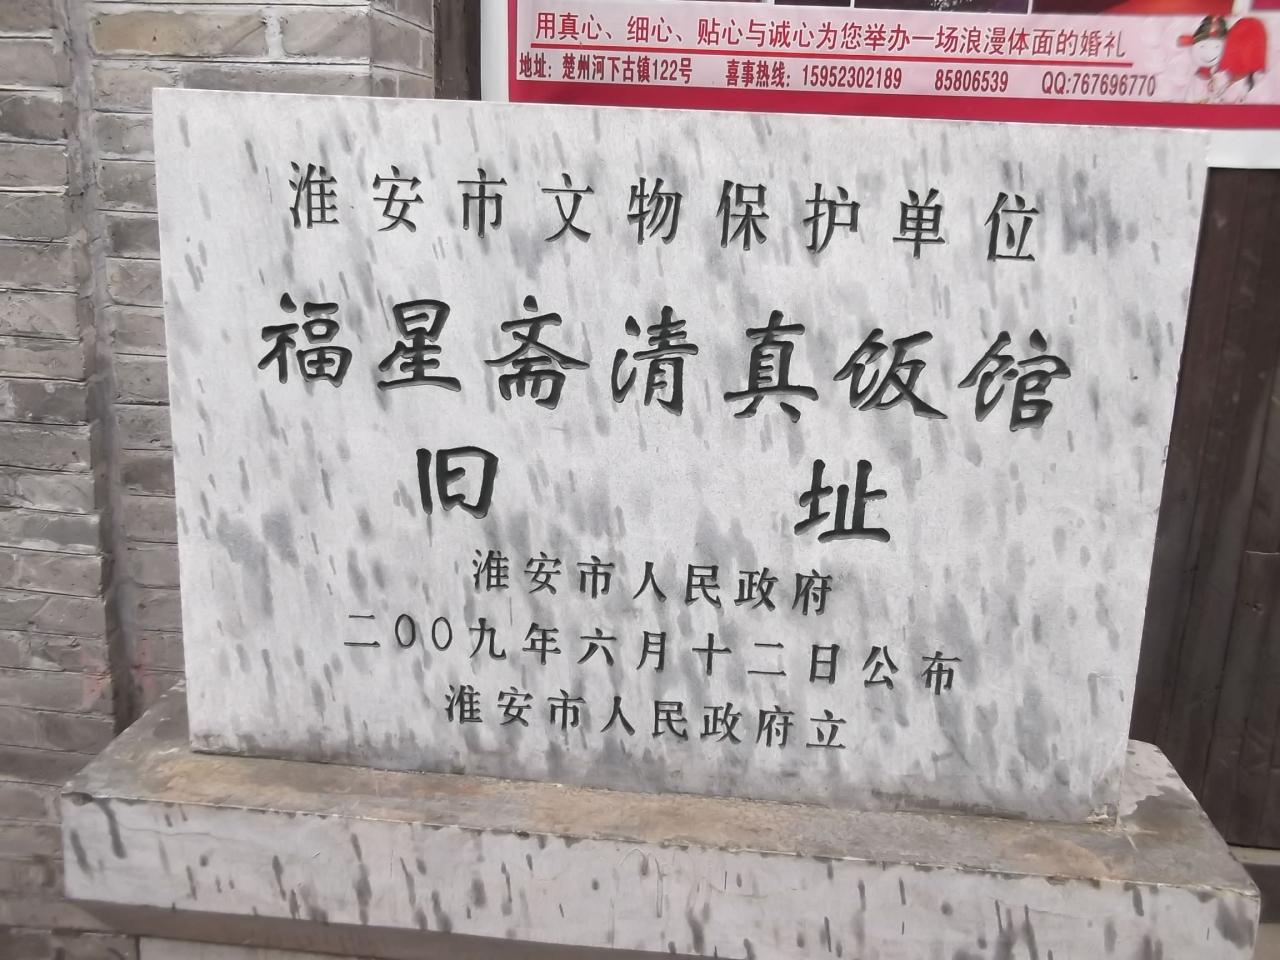 用真心、细心、贴心与诚心为您举办一场浪漫体面的婚礼
地址：楚州河下古镇122号 喜事热线：15952302189 85806539 QQ:767696770
淮安市文物保护单位
福星斋清真饭馆
旧 址
淮安市人民政府
二00九年六月十二日公布
淮安市人民政府立